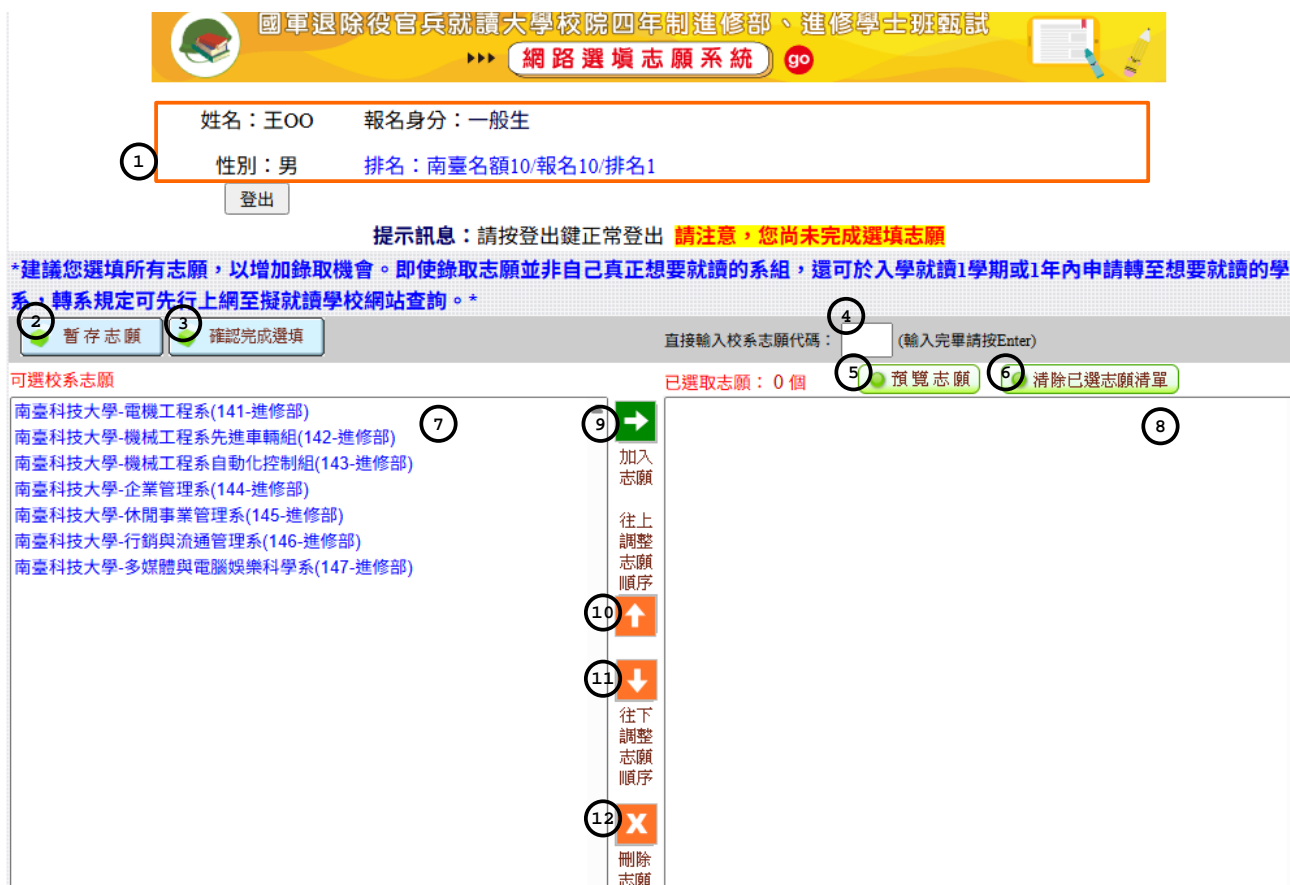 國軍退除役官兵就讀大學校院四年制進修部、進修學士班甄試
網路選填志願系統 go
姓名：王OO 報名身分：一般生
1
性別：男 排名：南臺名額10/報名10/排名1
登出
提示訊息：請按登出鍵正常登出 請注意，您尚未完成選填志願
*建議您選填所有志願，以增加錄取機會。即使錄取志願並非自己真正想要就讀的系組，還可於入學就讀1學期或1年內申請轉至想要就讀的學
系，轉系規定可先行上網至擬就讀學校網站查詢。*
2 暫存志願 3 確認完成選填 直接輸入校系志願代碼： 4 (輸入完畢請按Enter)
可選校系志願 已選取志願： 0 個 5 預覽志願 6 清除已選志願清單
南臺科技大學-電機工程系(141-進修部)
南臺科技大學-機械工程系先進車輛組(142-進修部)
南臺科技大學-機械工程系自動化控制組(143-進修部)
南臺科技大學-企業管理系(144-進修部)
南臺科技大學-休閒事業管理系(145-進修部)
南臺科技大學-行銷與流通管理系(146-進修部)
南臺科技大學-多媒體與電腦娛樂科學系(147-進修部)
7
9
加入
志願
往上
調整
志願
順序
10
11
往下
調整
志願
順序
12 X
刪除
志願
8